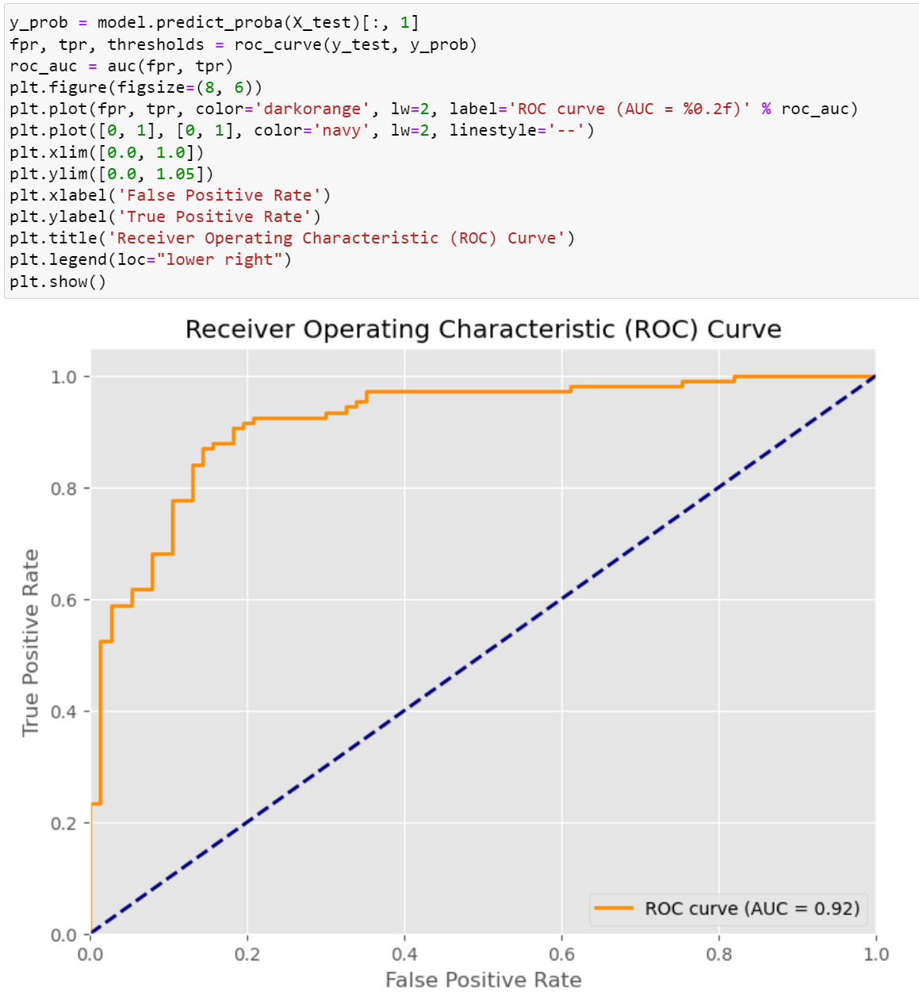 y_prob = model.predict_proba(X_test)[:, 1]
fpr, tpr, thresholds = roc_curve(y_test, y_prob)
roc_auc = auc(fpr, tpr)
plt.figure(figsize=(8, 6))
plt.plot(fpr, tpr, color='darkorange', lw=2, label='ROC curve (AUC = %0.2f)' % roc_auc)
plt.plot([0, 1], [0, 1], color='navy', lw=2, linestyle='--')
plt.xlim([0.0, 1.0])
plt.ylim([0.0, 1.05])
plt.xlabel('False Positive Rate')
plt.ylabel('True Positive Rate')
plt.title('Receiver Operating Characteristic (ROC) Curve')
plt.legend(loc="lower right")
plt.show()
Receiver Operating Characteristic (ROC) Curve
True Positive Rate
1.0
0.8
0.6
0.4
0.2
0.0
ROC curve (AUC = 0.92)
0.0 0.2 0.4 0.6 0.8 1.0
False Positive Rate